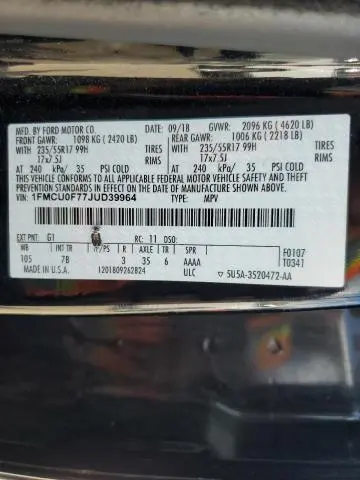 MFD. BY FORD MOTOR CO. DATE: 09/18 GVWR: 2096 KG ( 4620 LB)
FRONT GAWR: 1098 KG ( 2420 LB) REAR GAWR: 1006 KG ( 2218 LB)
WITH 235/55R17 99H TIRES WITH 235/55R17 99H TIRES
17x7.5J RIMS 17x7.5J RIMS
AT 240 kPa/ 35 PSI COLD AT 240 kPa/ 35 PSI COLD
THIS VEHICLE CONFORMS TO ALL APPLICABLE FEDERAL MOTOR VEHICLE SAFETY AND THEFT PREVENTION STANDARDS IN EFFECT ON THE DATE OF MANUFACTURE SHOWN ABOVE.
VIN: 1FMCU0F77JUD39964 TYPE: MPV
EXT PNT: G1 RC: 11 DSO: F0107
WB TP/PS R AXLE TR SPR T0341
105 7B 3 35 6 AAAA
1201809262824 ULC 5U5A-3520472-AA